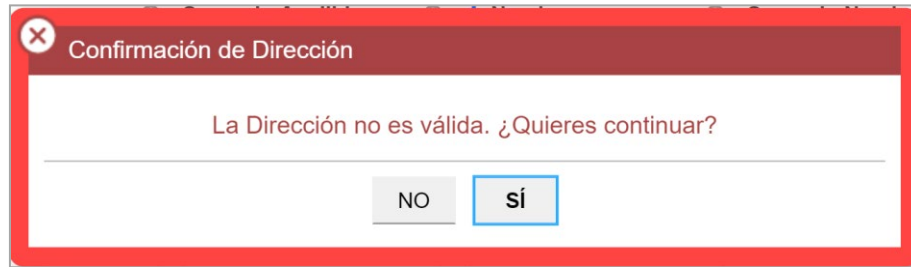 Confirmación de Dirección
La Dirección no es válida. ¿Quieres continuar?
NO SÍ